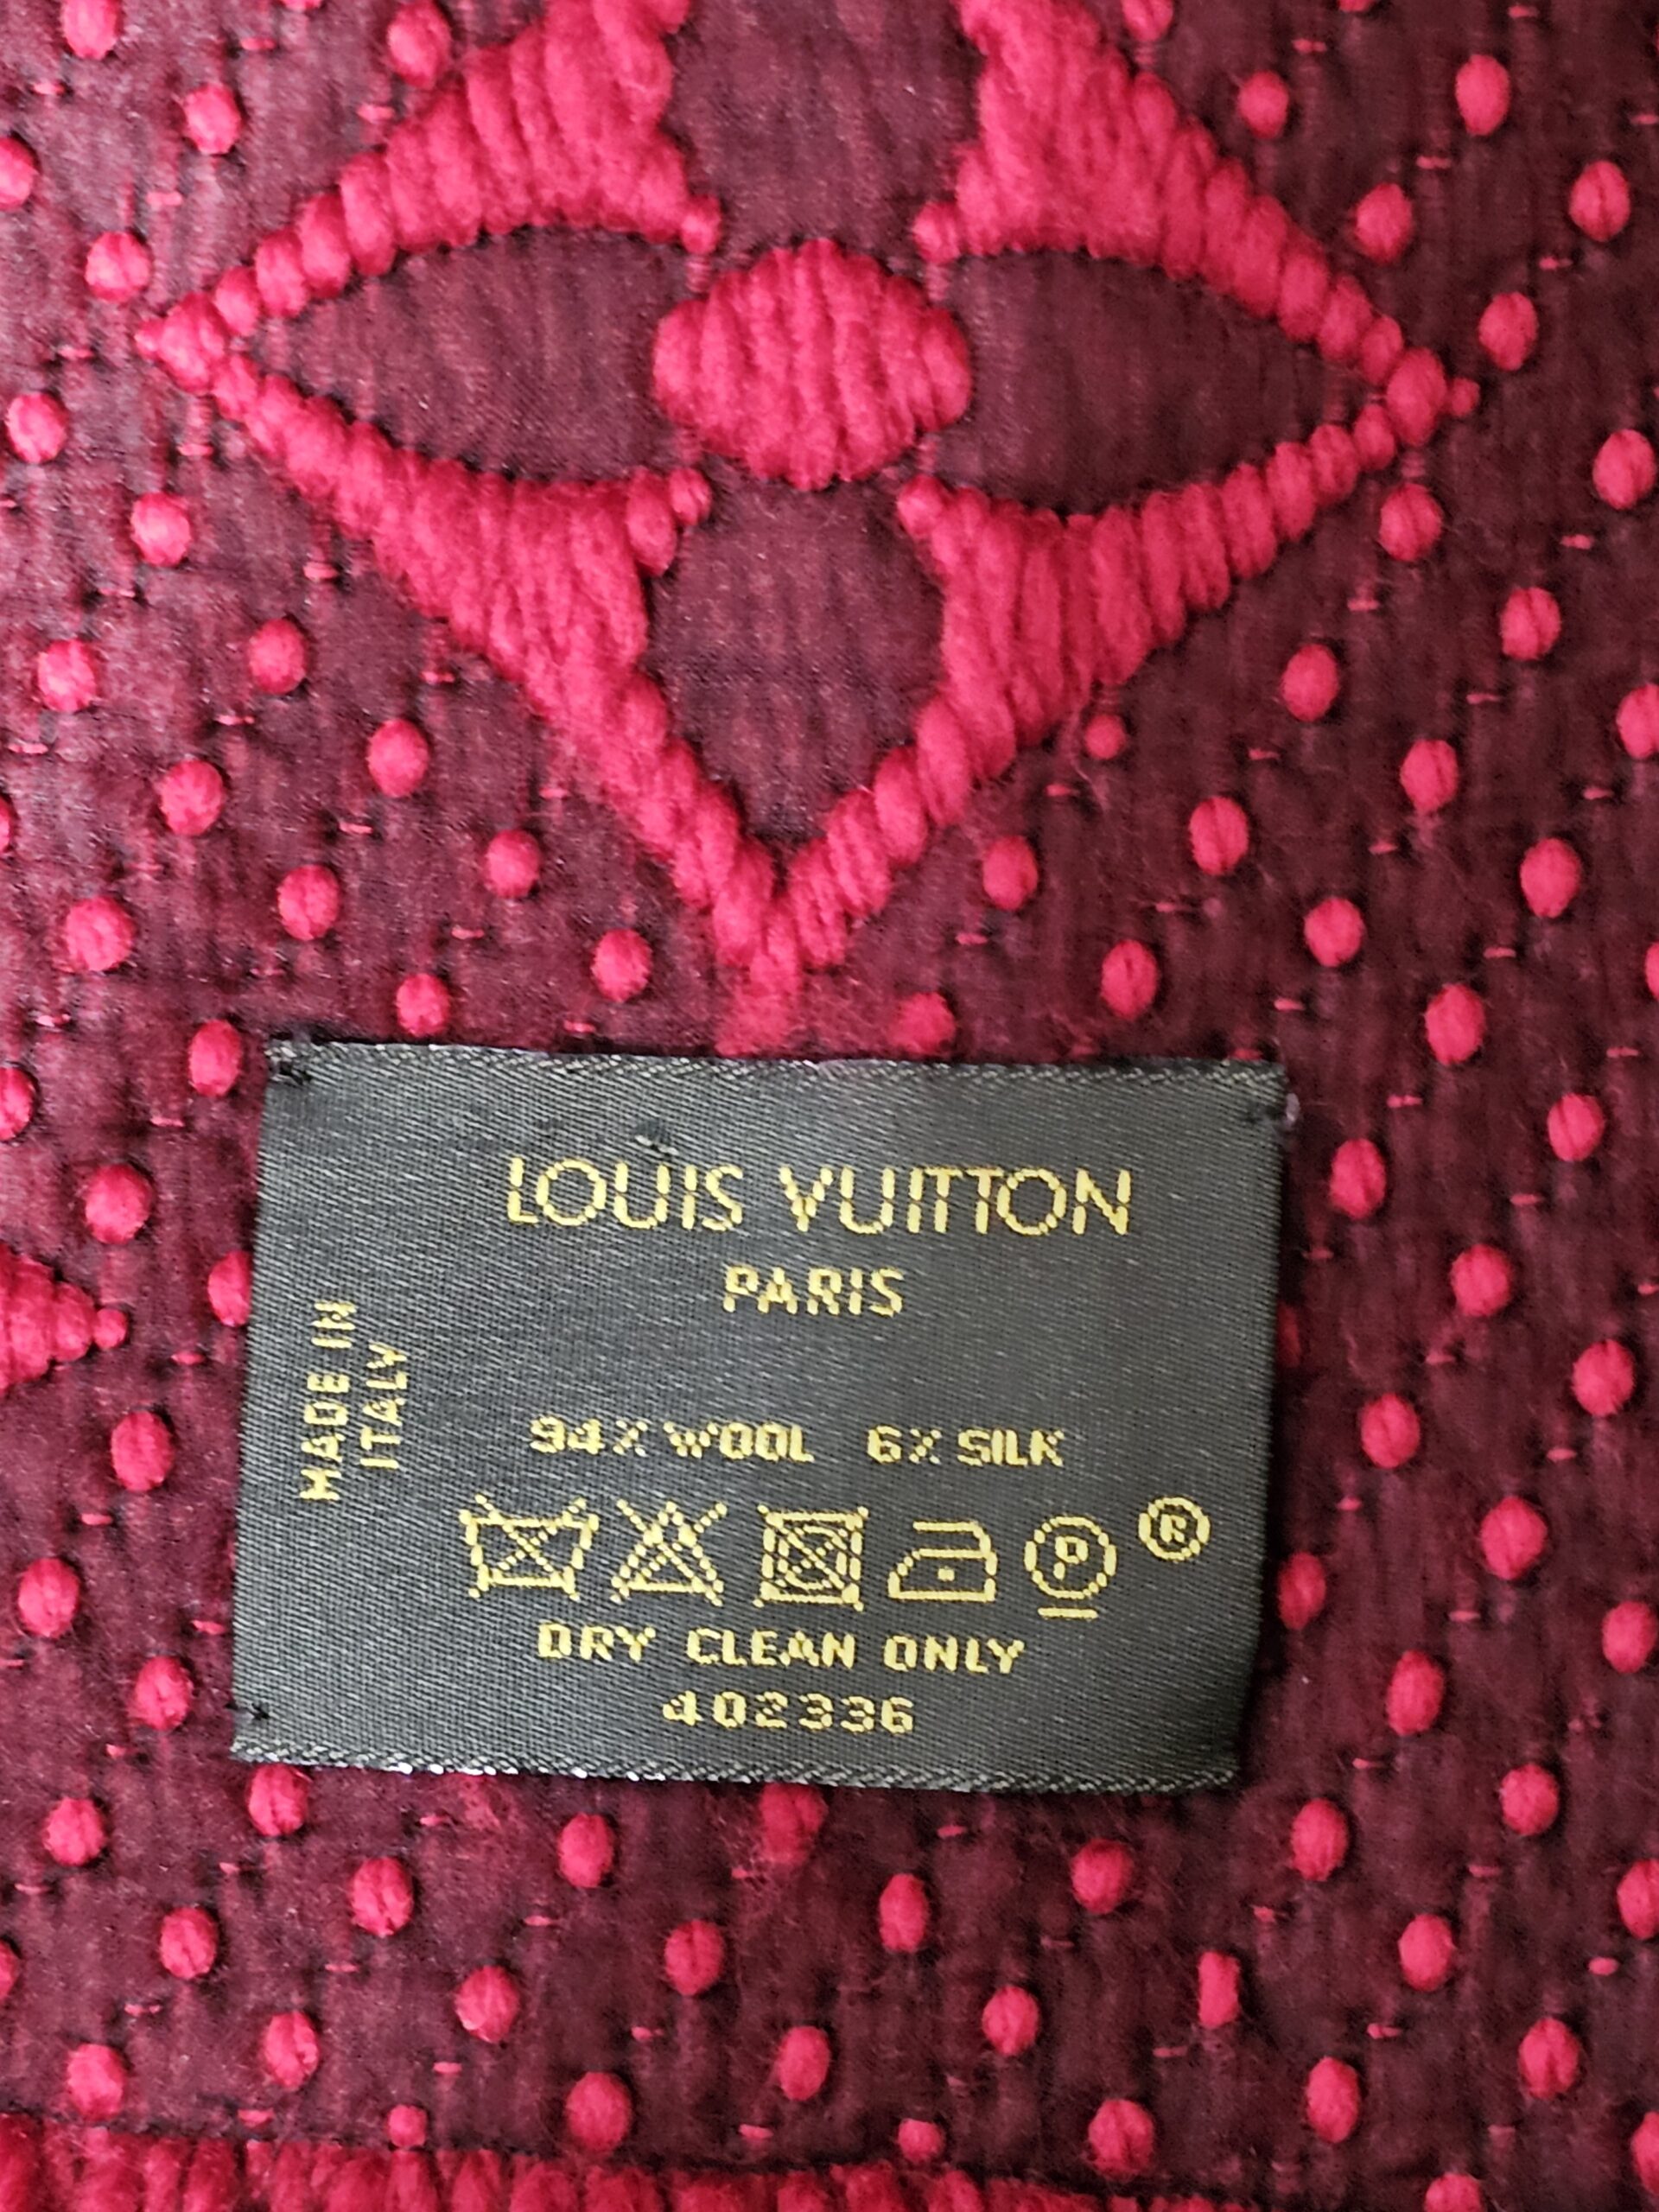 LOUIS VUITTON
PARIS
MADE IN
ITALY
94% WOOL 6% SILK
P ®
DRY CLEAN ONLY
402336